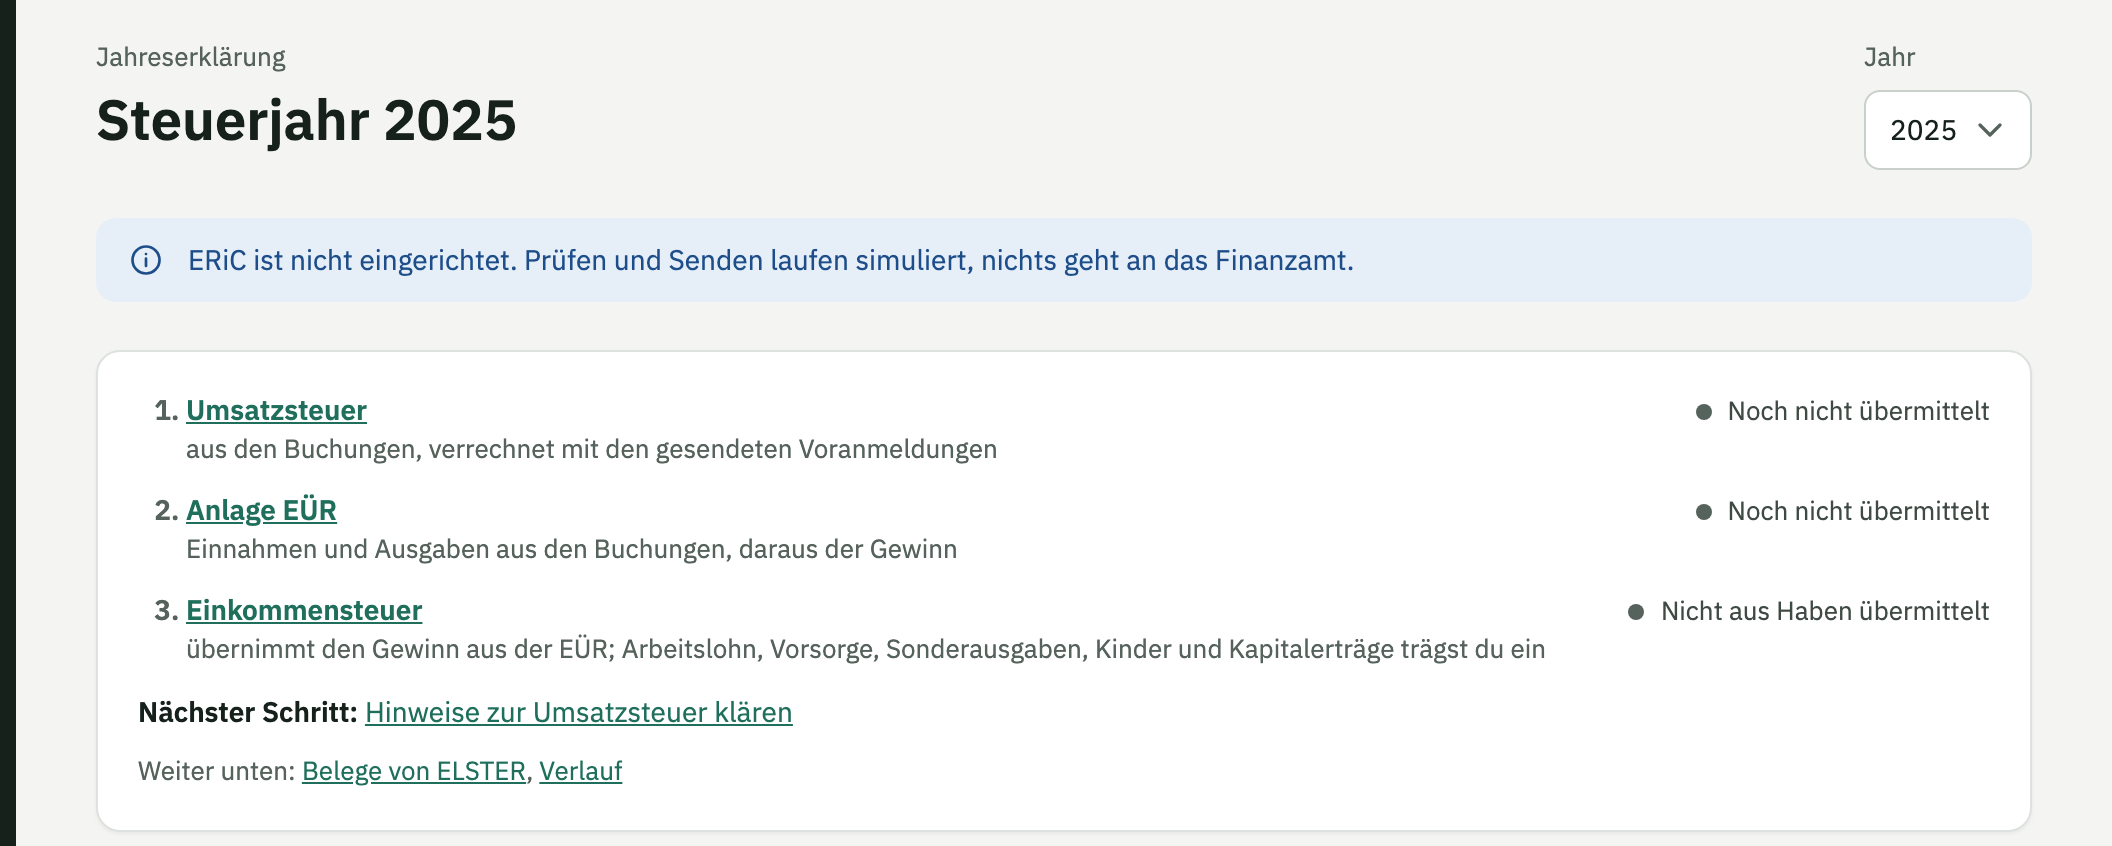 Jahreserklärung
Steuerjahr 2025
Jahr
2025
ERiC ist nicht eingerichtet. Prüfen und Senden laufen simuliert, nichts geht an das Finanzamt.
1. Umsatzsteuer
Noch nicht übermittelt
aus den Buchungen, verrechnet mit den gesendeten Voranmeldungen
2. Anlage EÜR
Noch nicht übermittelt
Einnahmen und Ausgaben aus den Buchungen, daraus der Gewinn
3. Einkommensteuer
Nicht aus Haben übermittelt
übernimmt den Gewinn aus der EÜR; Arbeitslohn, Vorsorge, Sonderausgaben, Kinder und Kapitalerträge trägst du ein
Nächster Schritt: Hinweise zur Umsatzsteuer klären
Weiter unten: Belege von ELSTER, Verlauf